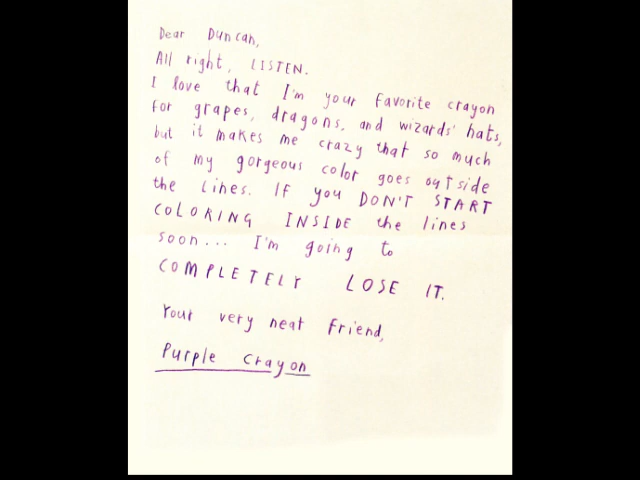 Dear Duncan,
All right, LISTEN.
I love that I'm your favorite crayon
for grapes, dragons, and wizards' hats,
but it makes me crazy that so much
of my gorgeous color goes outside
the lines. IF you DON'T START
COLORING INSIDE the lines
soon... I'm going to
COMPLETELY LOSE IT.
Your very neat friend,
Purple Crayon